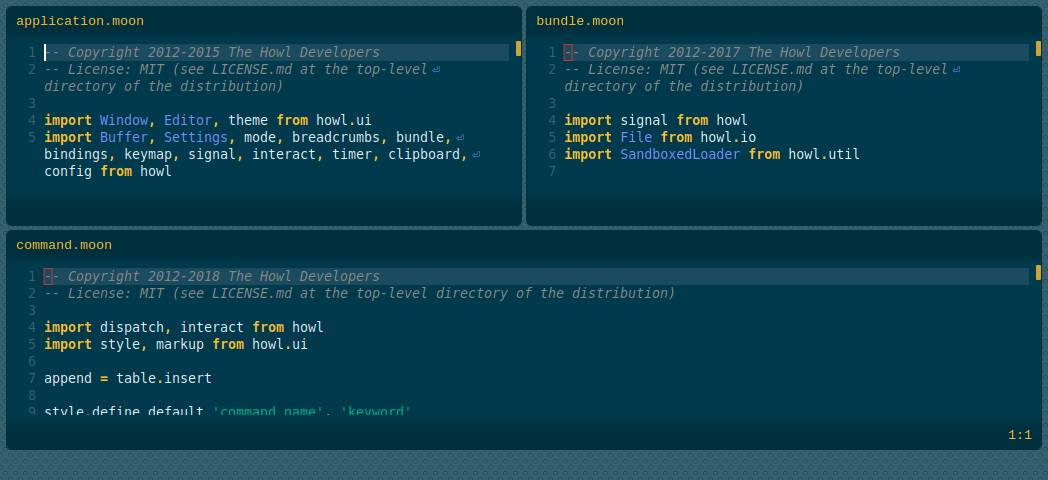 application.moon
1 -- Copyright 2012-2015 The Howl Developers
2 -- License: MIT (see LICENSE.md at the top-level ⏎
directory of the distribution)
3
4 import Window, Editor, theme from howl.ui
5 import Buffer, Settings, mode, breadcrumbs, bundle, ⏎
bindings, keymap, signal, interact, timer, clipboard, ⏎
config from howl
bundle.moon
1 -- Copyright 2012-2017 The Howl Developers
2 -- License: MIT (see LICENSE.md at the top-level ⏎
directory of the distribution)
3
4 import signal from howl
5 import File from howl.io
6 import SandboxedLoader from howl.util
7
command.moon
1 -- Copyright 2012-2018 The Howl Developers
2 -- License: MIT (see LICENSE.md at the top-level directory of the distribution)
3
4 import dispatch, interact from howl
5 import style, markup from howl.ui
6
7 append = table.insert
8
9 style.define_default 'command_name', 'keyword'
1:1